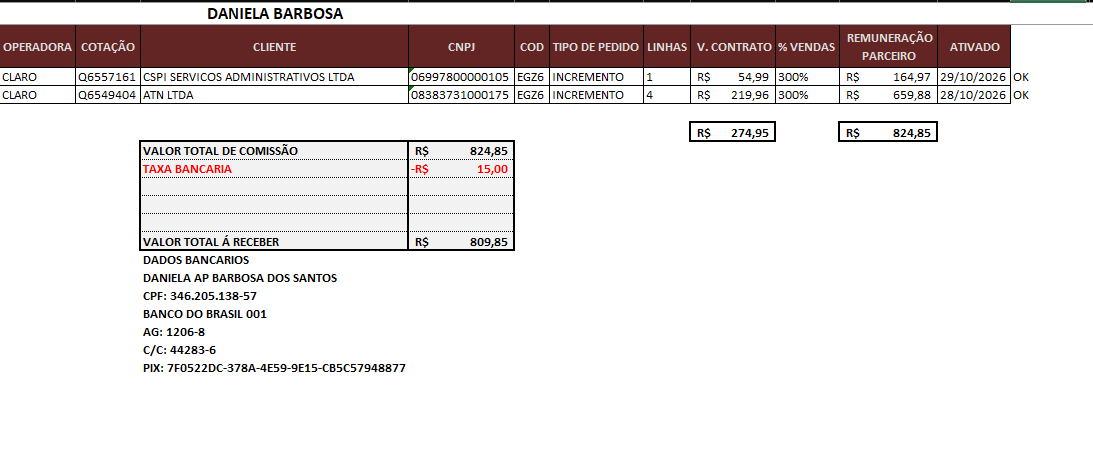 DANIELA BARBOSA
OPERADORA COTAÇÃO CLIENTE CNPJ COD TIPO DE PEDIDO LINHAS V. CONTRATO % VENDAS REMUNERAÇÃO PARCEIRO ATIVADO
CLARO Q6557161 CSPI SERVICOS ADMINISTRATIVOS LTDA 06997800000105 EGZ6 INCREMENTO 1 R$ 54,99 300% R$ 164,97 29/10/2026 OK
CLARO Q6549404 ATN LTDA 08383731000175 EGZ6 INCREMENTO 4 R$ 219,96 300% R$ 659,88 28/10/2026 OK
R$ 274,95 R$ 824,85
VALOR TOTAL DE COMISSÃO R$ 824,85
TAXA BANCARIA -R$ 15,00
VALOR TOTAL Á RECEBER R$ 809,85
DADOS BANCARIOS
DANIELA AP BARBOSA DOS SANTOS
CPF: 346.205.138-57
BANCO DO BRASIL 001
AG: 1206-8
C/C: 44283-6
PIX: 7F0522DC-378A-4E59-9E15-CB5C57948877